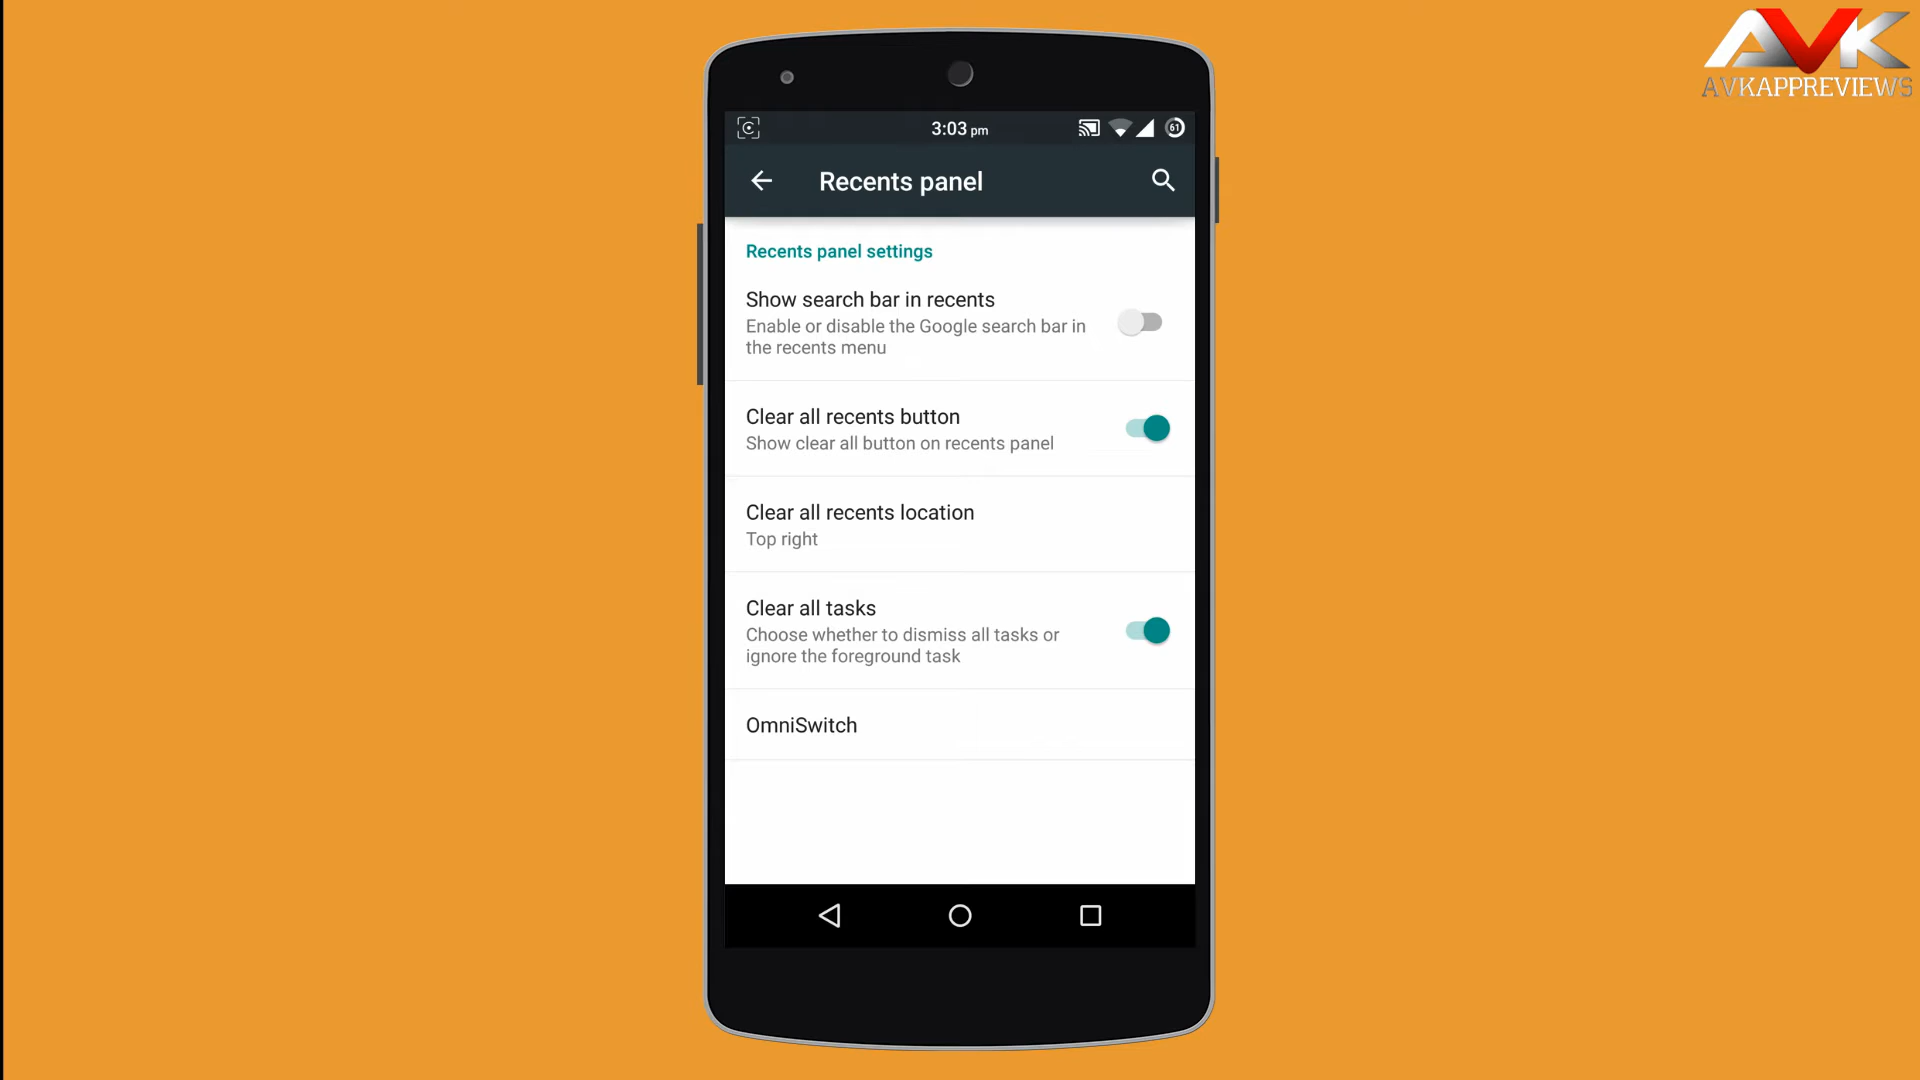 AVK
AVKAPPREVIEWS
3:03 pm
61
Recents panel
Recents panel settings
Show search bar in recents
Enable or disable the Google search bar in
the recents menu
Clear all recents button
Show clear all button on recents panel
Clear all recents location
Top right
Clear all tasks
Choose whether to dismiss all tasks or
ignore the foreground task
OmniSwitch